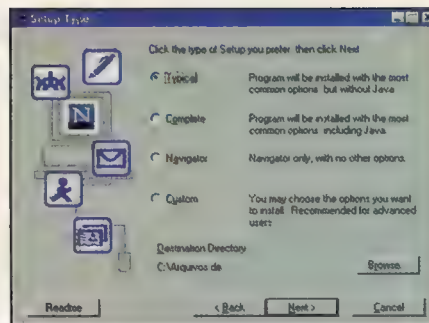 Setup Type
Click the type of Setup you prefer, then click Next.
Typical
Program will be installed with the most
common options but without Java
Complete
Program will be installed with the most
common options including Java.
Navigator
Navigator only, with no other options.
Custom
You may choose the options you want
to install. Recommended for advanced
users
Destination Directory
C:\Arquivos de
Browse...
Readme
< Back
Next >
Cancel